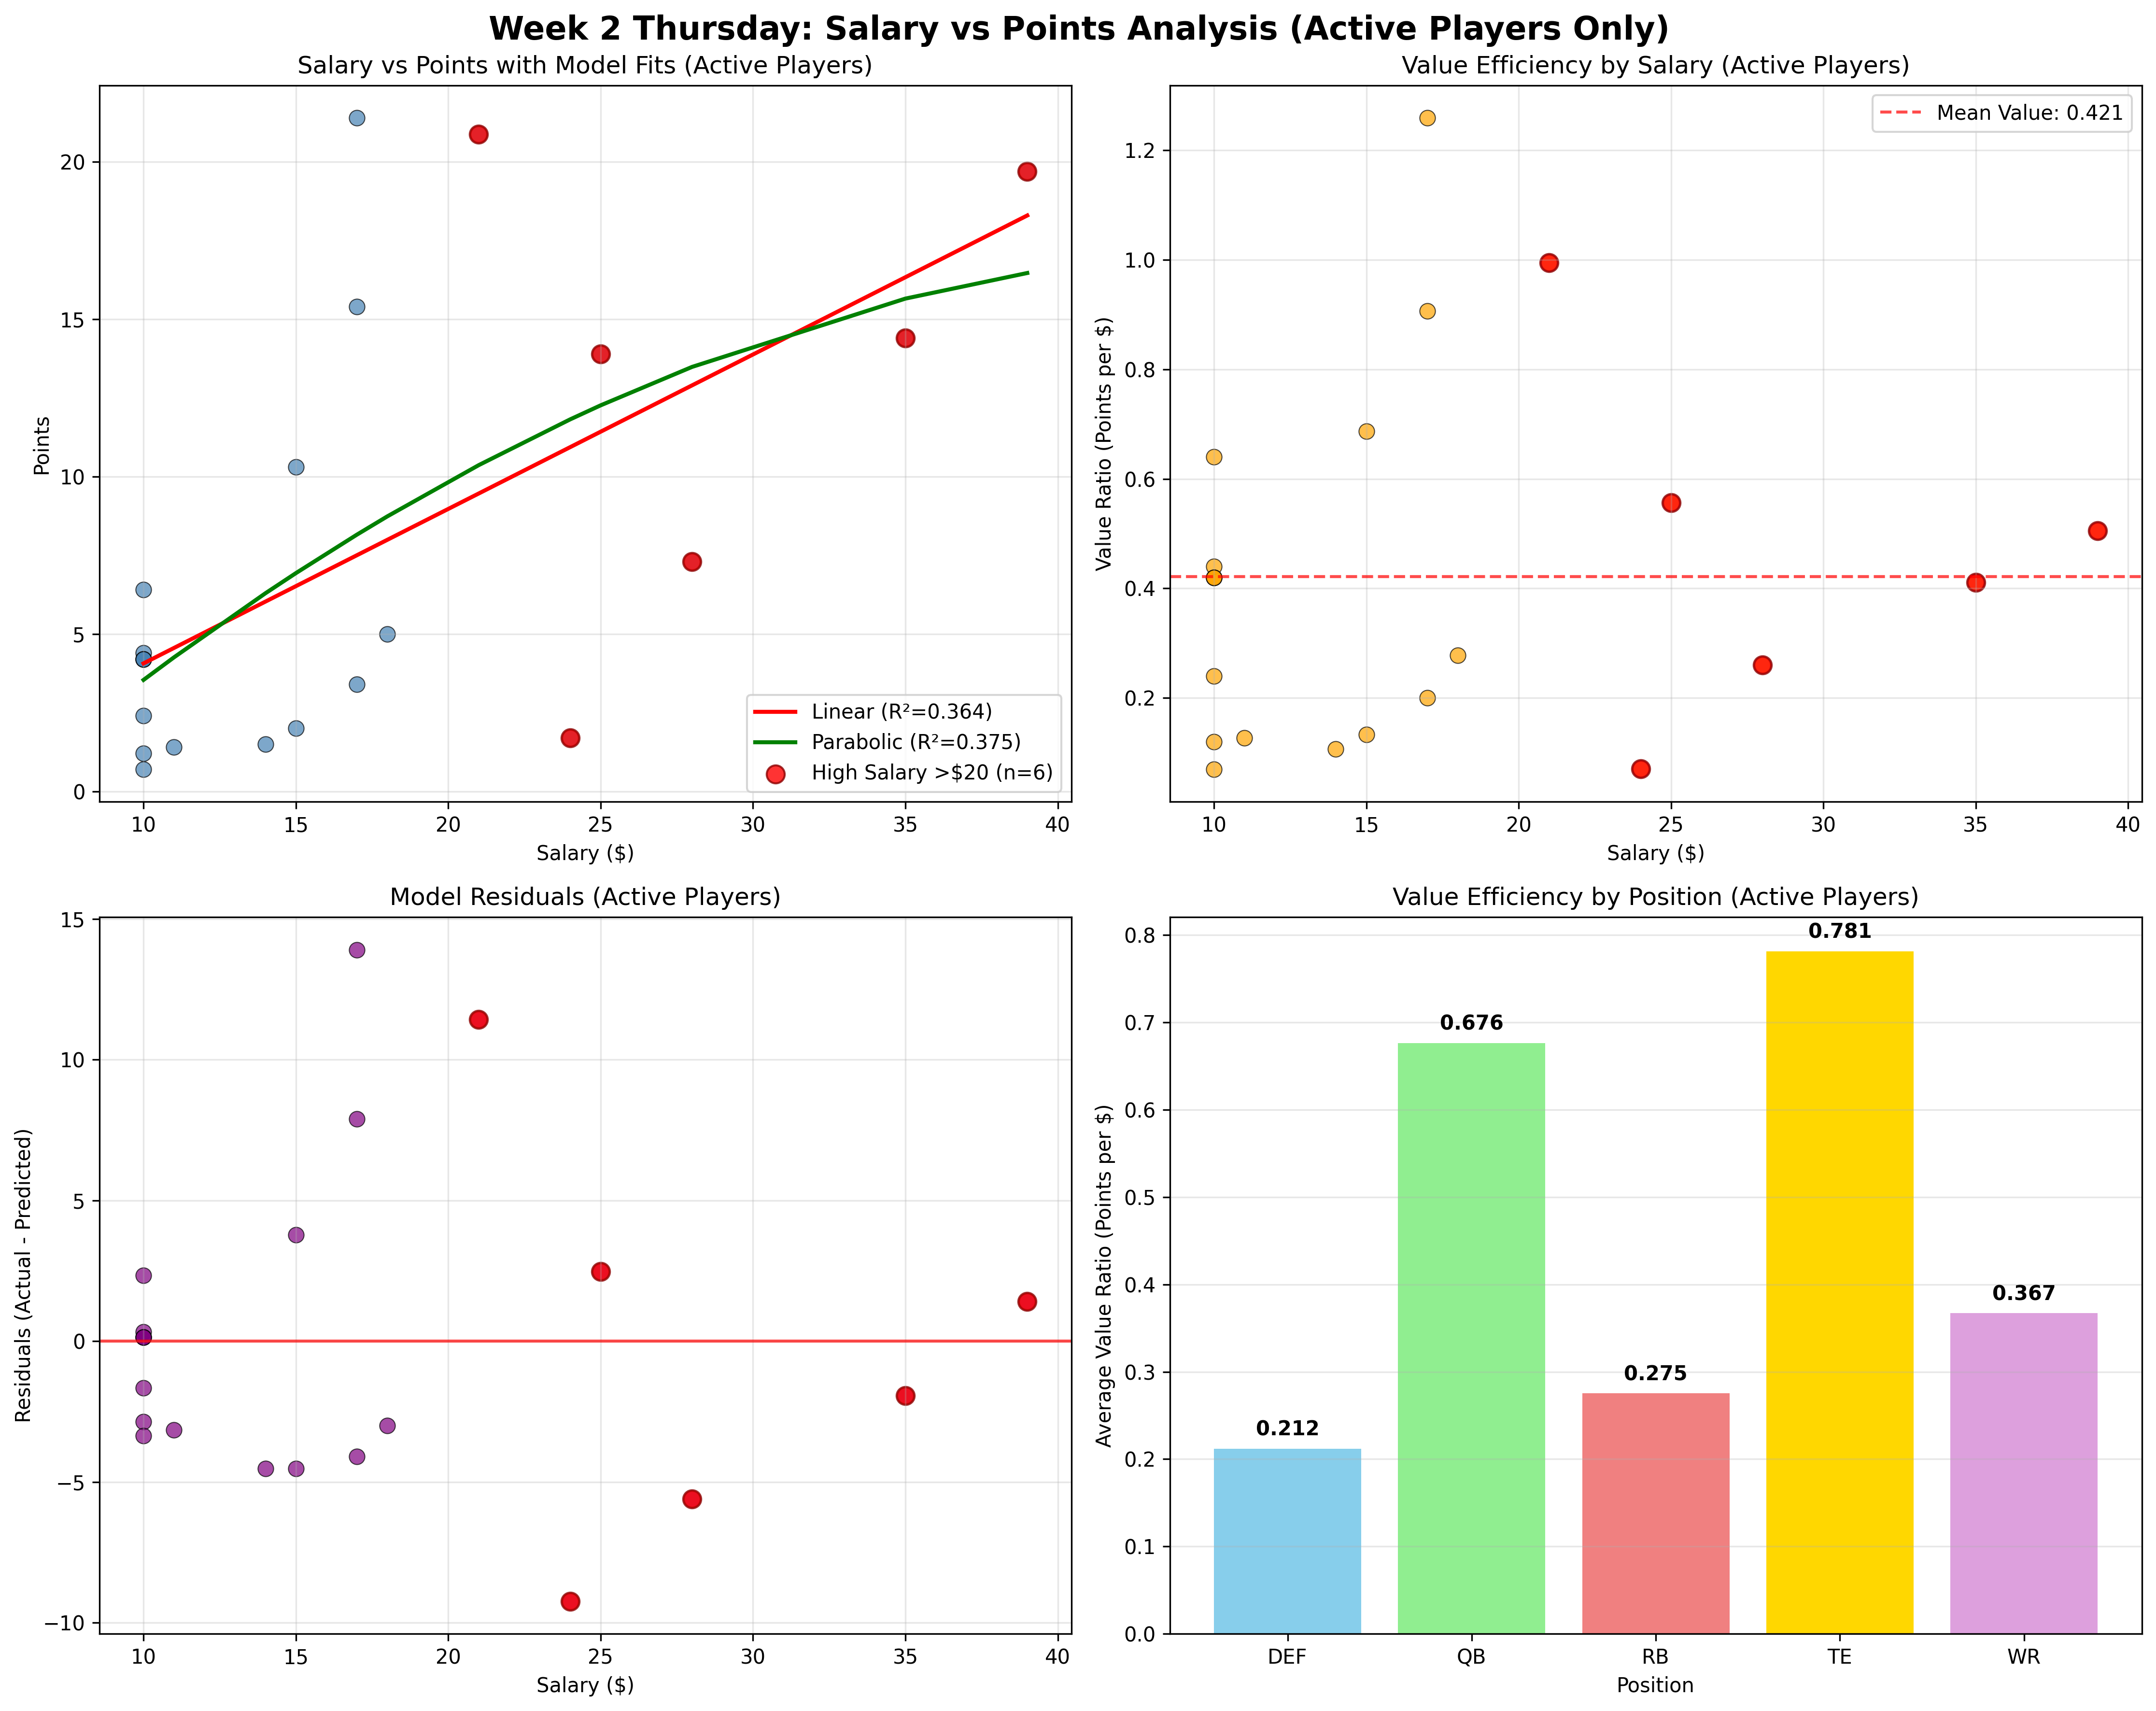 Week 2 Thursday: Salary vs Points Analysis (Active Players Only)
Salary vs Points with Model Fits (Active Players)
Points
20
15
10
5
0
Linear (R²=0.364)
Parabolic (R²=0.375)
High Salary >$20 (n=6)
10 15 20 25 30 35 40
Salary ($)
Value Efficiency by Salary (Active Players)
Value Ratio (Points per $)
Mean Value: 0.421
1.2
1.0
0.8
0.6
0.4
0.2
10 15 20 25 30 35 40
Salary ($)
Model Residuals (Active Players)
Residuals (Actual - Predicted)
15
10
5
0
−5
−10
10 15 20 25 30 35 40
Salary ($)
Value Efficiency by Position (Active Players)
Average Value Ratio (Points per $)
0.8
0.7
0.6
0.5
0.4
0.3
0.2
0.1
0.0
0.212
0.676
0.275
0.781
0.367
DEF QB RB TE WR
Position